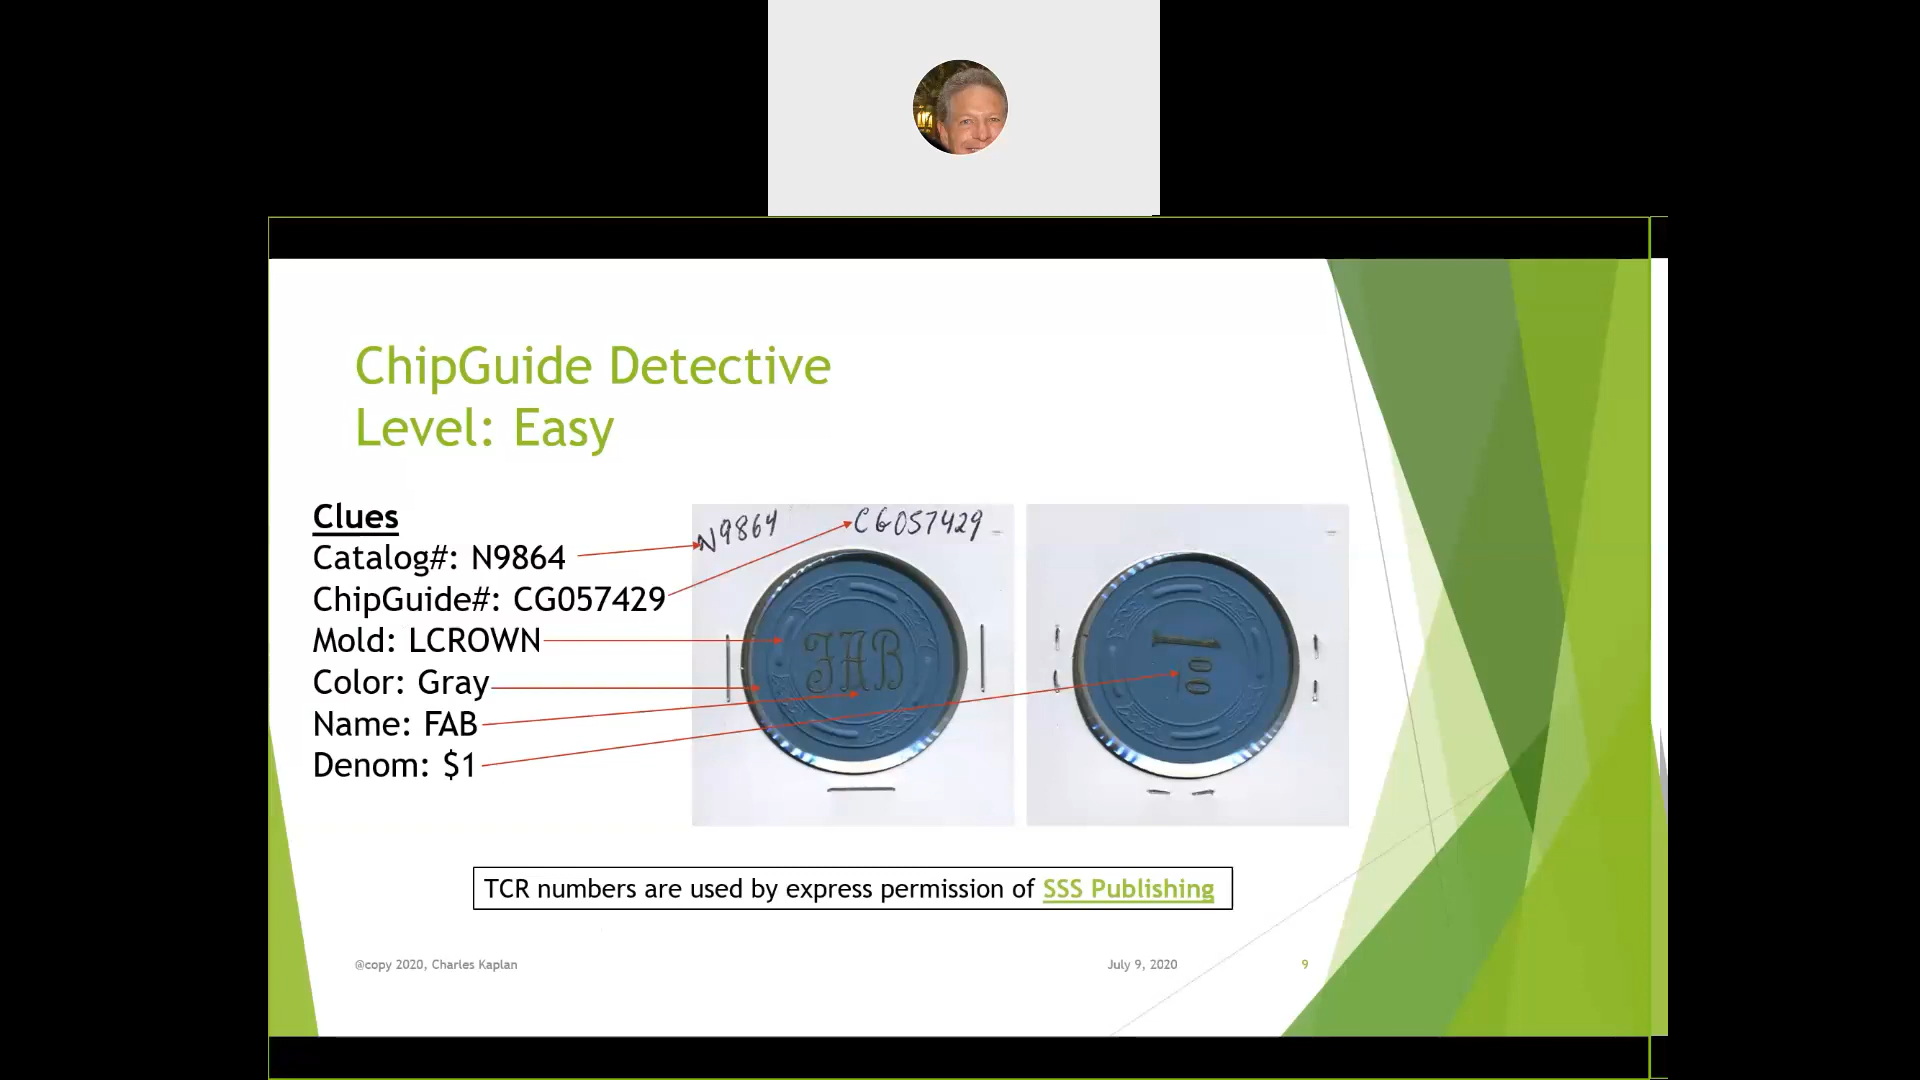 ChipGuide Detective
Level: Easy
Clues
Catalog#: N9864
ChipGuide#: CG057429
Mold: LCROWN
Color: Gray
Name: FAB
Denom: $1
N9864
CG057429
FAB
1 00
TCR numbers are used by express permission of SSS Publishing
@copy 2020, Charles Kaplan
July 9, 2020
9